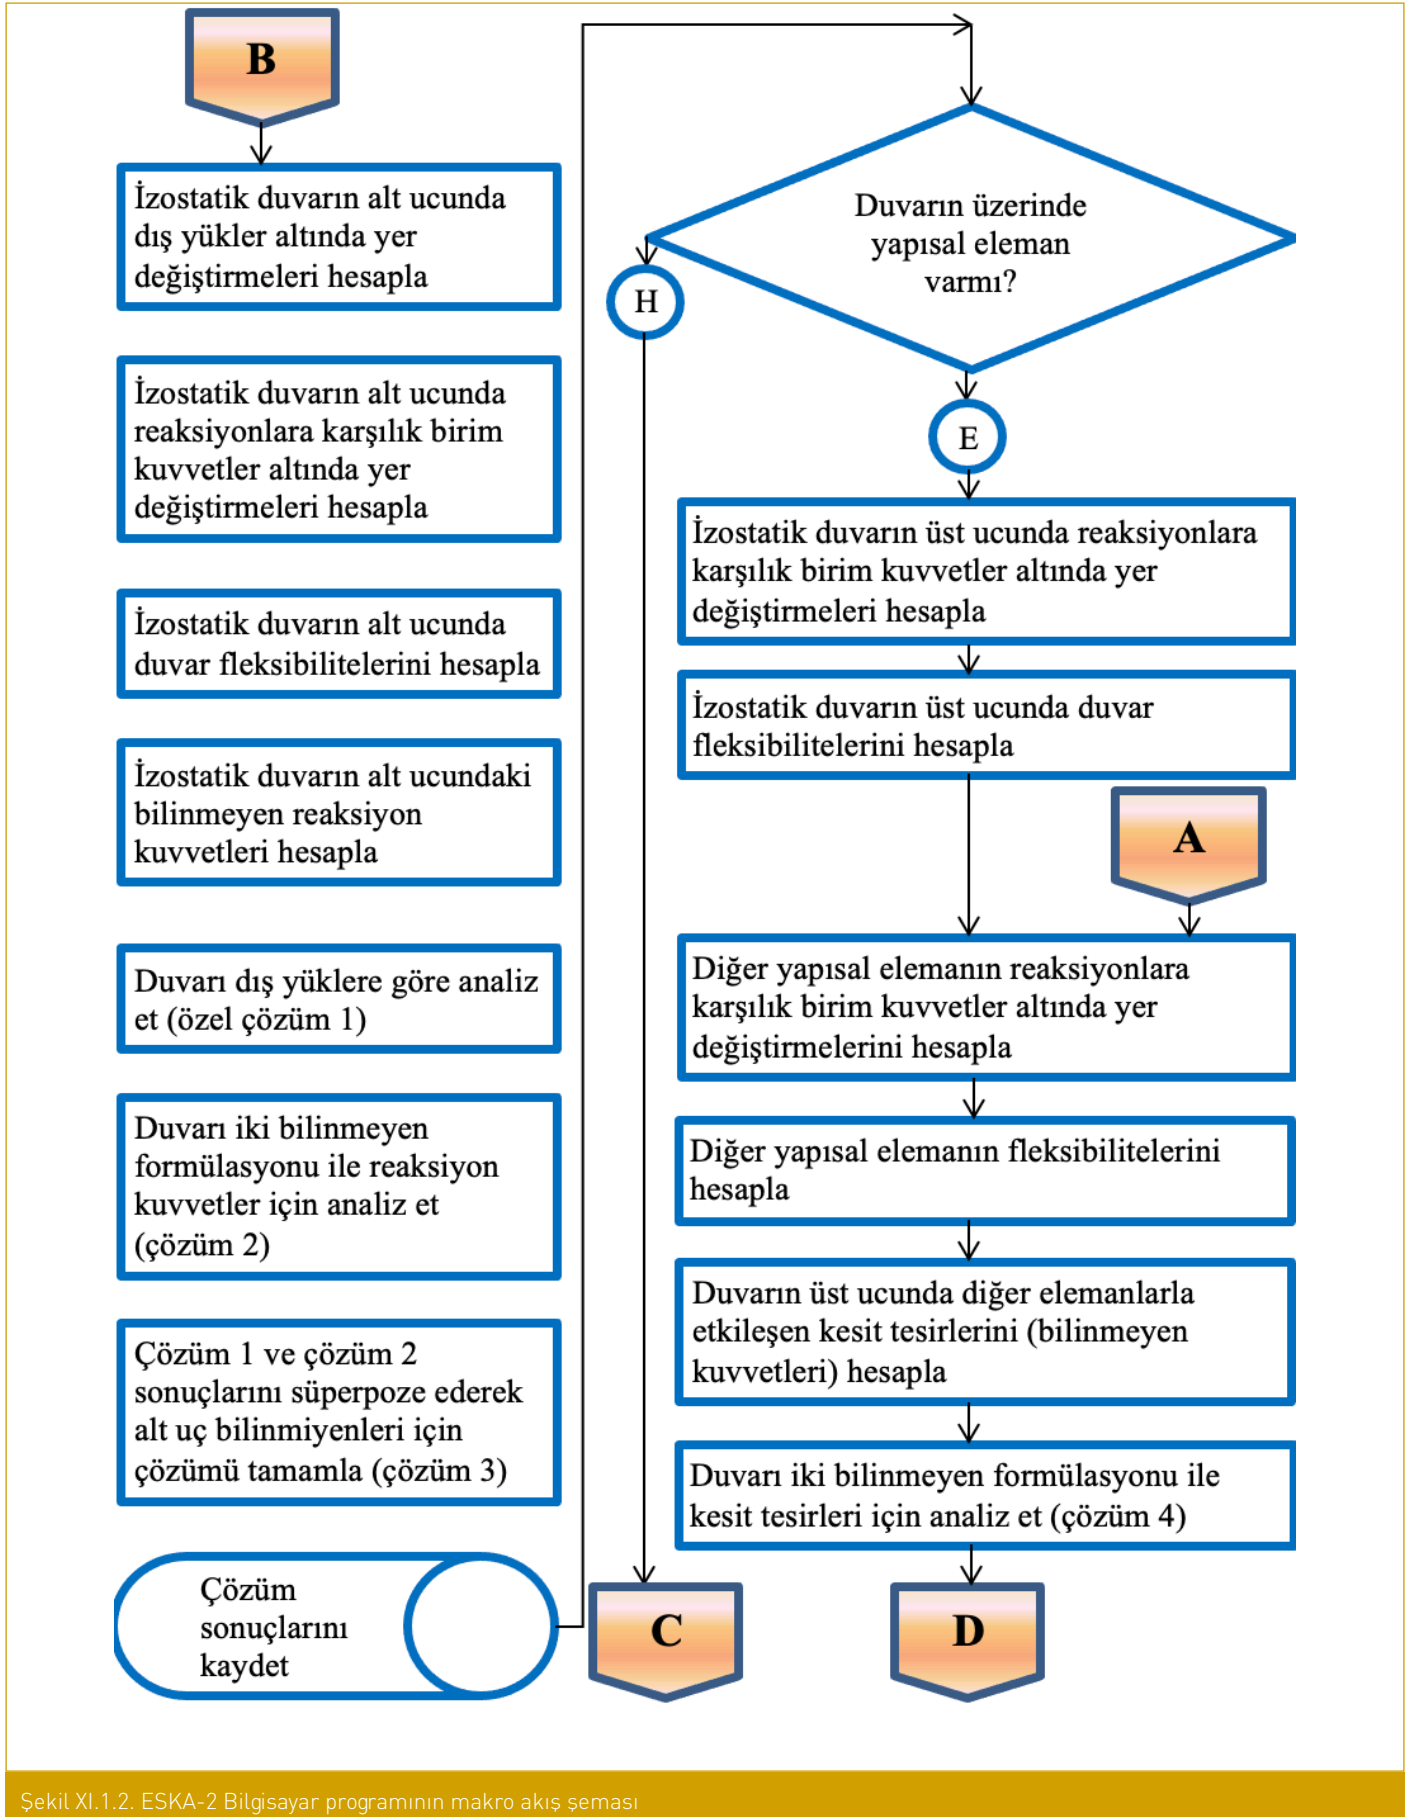 B
İzostatik duvarın alt ucunda
dış yükler altında yer
değiştirmeleri hesapla
İzostatik duvarın alt ucunda
reaksiyonlara karşılık birim
kuvvetler altında yer
değiştirmeleri hesapla
İzostatik duvarın alt ucunda
duvar fleksibilitelerini hesapla
İzostatik duvarın alt ucundaki
bilinmeyen reaksiyon
kuvvetleri hesapla
Duvarı dış yüklere göre analiz
et (özel çözüm 1)
Duvarı iki bilinmeyen
formülasyonu ile reaksiyon
kuvvetler için analiz et
(çözüm 2)
Çözüm 1 ve çözüm 2
sonuçlarını süperpoze ederek
alt uç bilinmiyenleri için
çözümü tamamla (çözüm 3)
Çözüm
sonuçlarını
kaydet
Duvarın üzerinde
yapısal eleman
varmı?
H
E
İzostatik duvarın üst ucunda reaksiyonlara
karşılık birim kuvvetler altında yer
değiştirmeleri hesapla
İzostatik duvarın üst ucunda duvar
fleksibilitelerini hesapla
A
Diğer yapısal elemanın reaksiyonlara
karşılık birim kuvvetler altında yer
değiştirmelerini hesapla
Diğer yapısal elemanın fleksibilitelerini
hesapla
Duvarın üst ucunda diğer elemanlarla
etkileşen kesit tesirlerini (bilinmeyen
kuvvetleri) hesapla
Duvarı iki bilinmeyen formülasyonu ile
kesit tesirleri için analiz et (çözüm 4)
C
D
Şekil XI.1.2. ESKA-2 Bilgisayar programının makro akış şeması